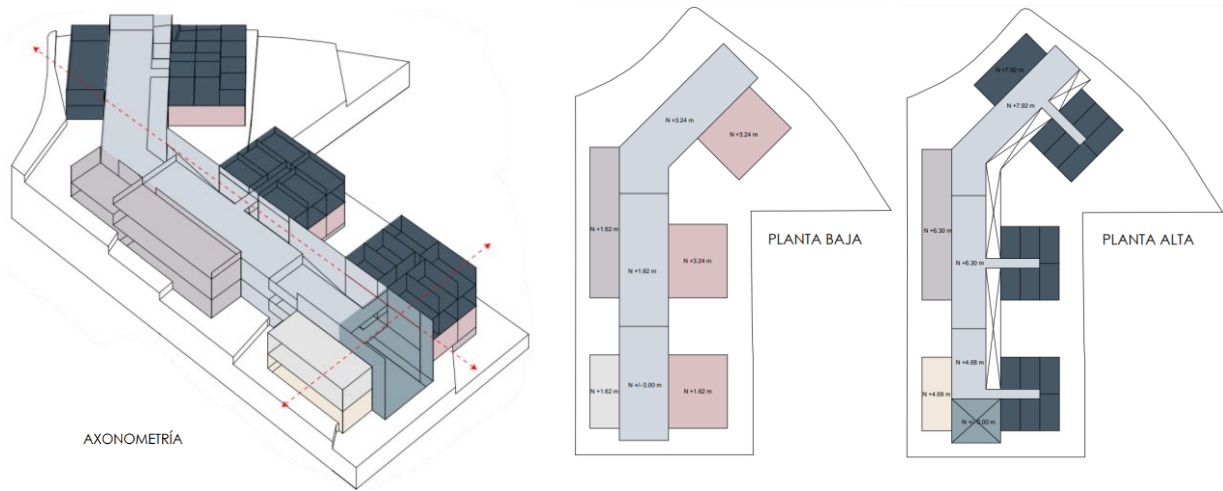 AXONOMETRÍA
N +3.24 m
N +3.24 m
N +1.62 m
N +1.62 m
N +3.24 m
N +1.62 m
N +/- 0.00 m
N +1.62 m
PLANTA BAJA
N +7.92 m
N +7.92 m
N +6.30 m
N +6.30 m
N +4.68 m
N +4.68 m
N +/- 0.00 m
PLANTA ALTA